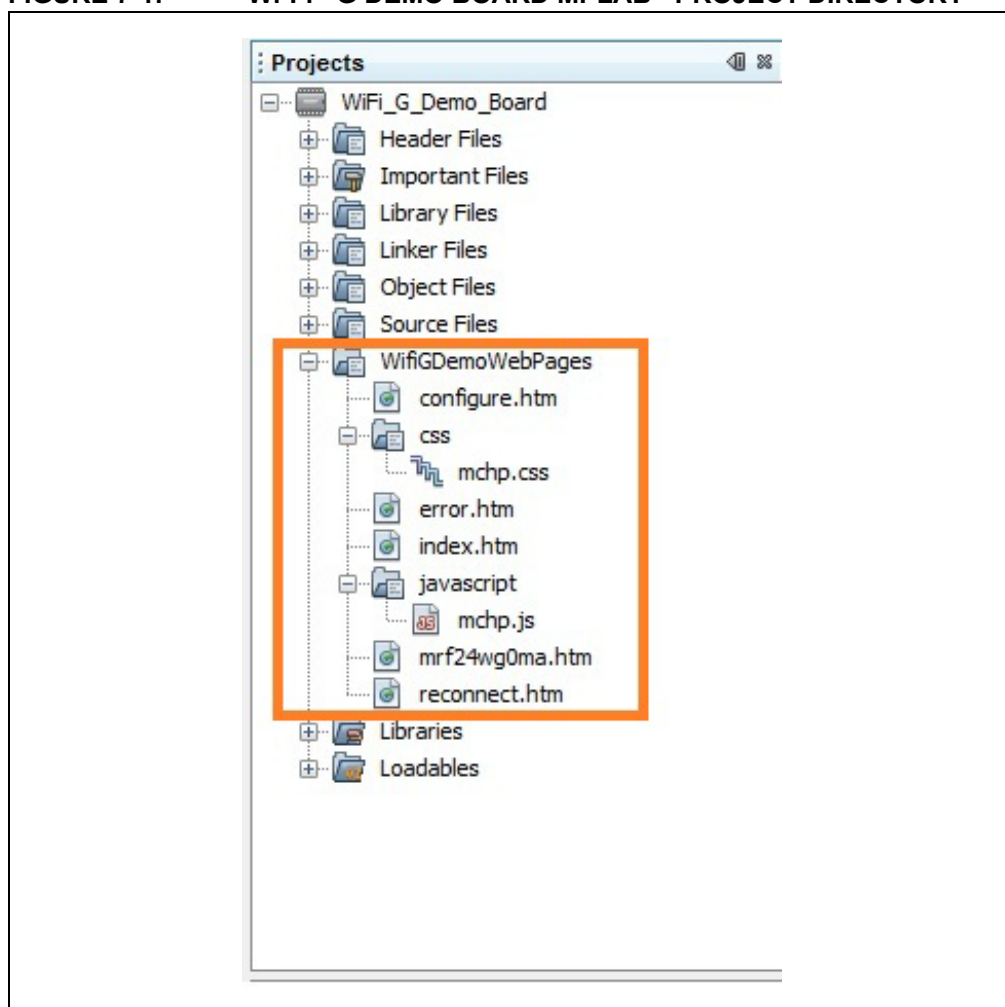 Projects
WiFi_G_Demo_Board
Header Files
Important Files
Library Files
Linker Files
Object Files
Source Files
WifiGDemoWebPages
configure.htm
css
mchp.css
error.htm
index.htm
javascript
JS mchp.js
mrf24wg0ma.htm
reconnect.htm
Libraries
Loadables